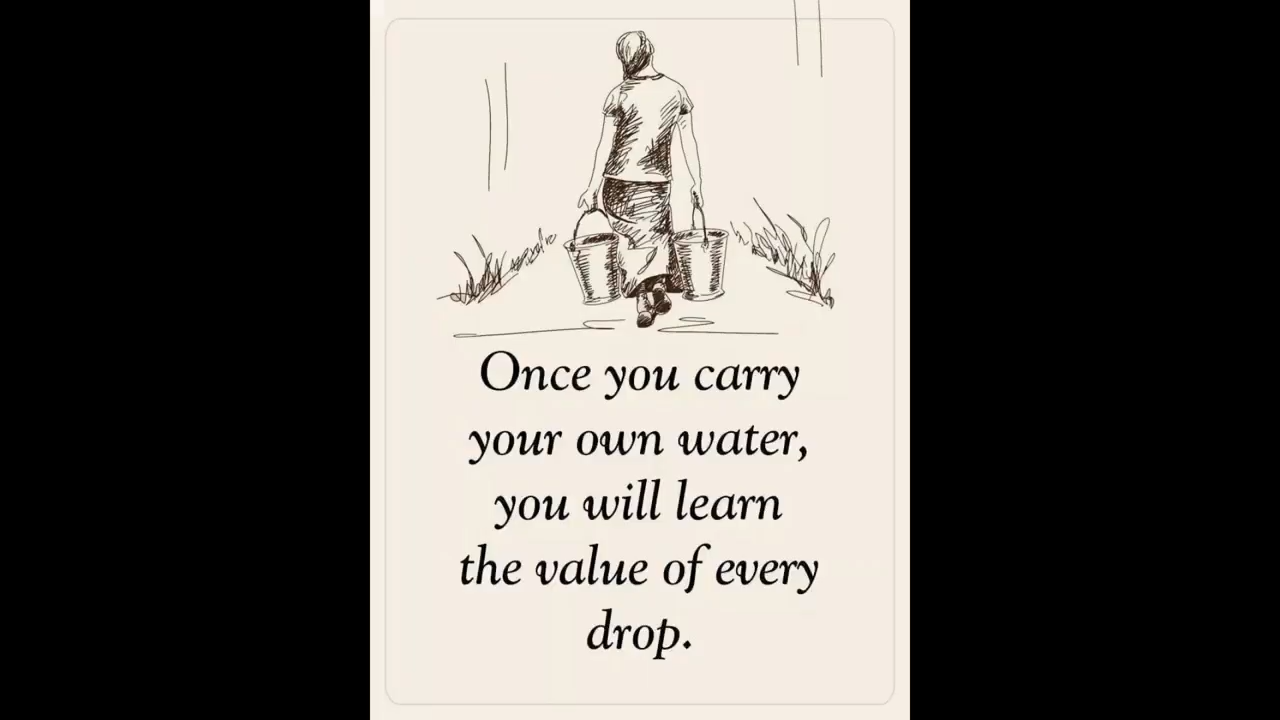 Once you carry
your own water,
you will learn
the value of every
drop.